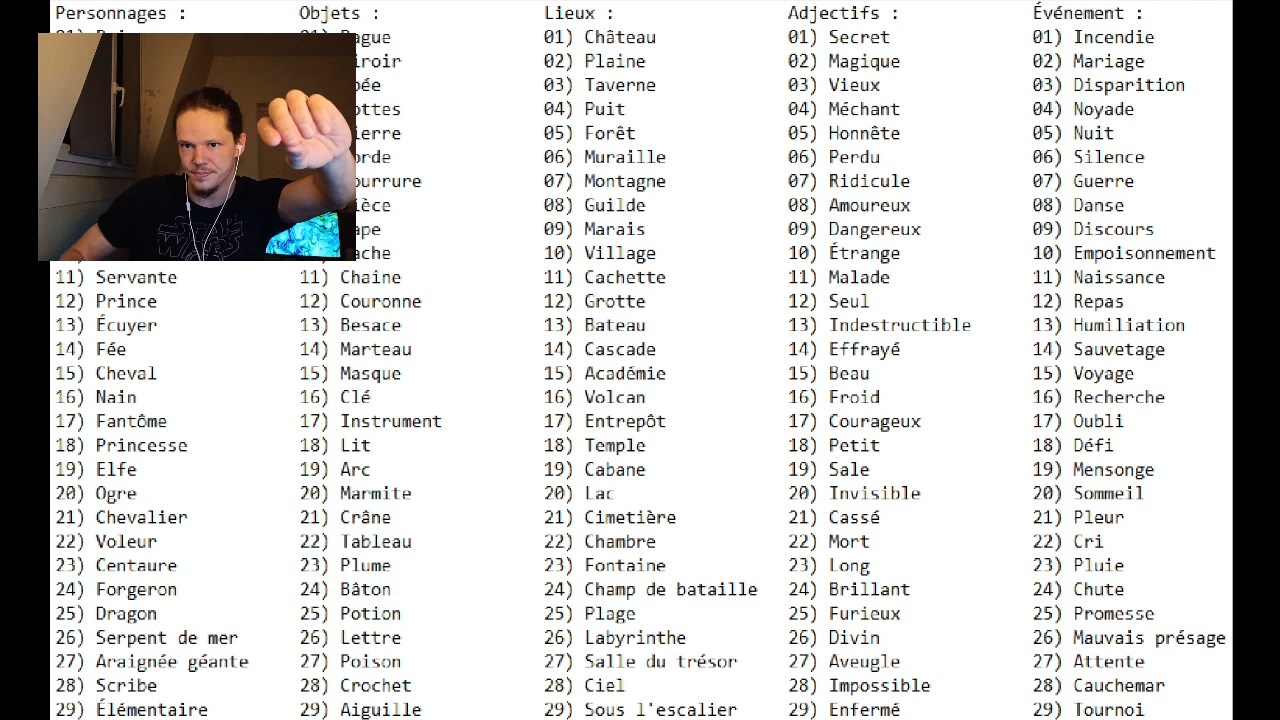 Personnages : Objets : Lieux : Adjectifs : Événement :
01) Château 01) Secret 01) Incendie
02) Plaine 02) Magique 02) Mariage
03) Taverne 03) Vieux 03) Disparition
04) Puit 04) Méchant 04) Noyade
05) Forêt 05) Honnête 05) Nuit
06) Muraille 06) Perdu 06) Silence
07) Montagne 07) Ridicule 07) Guerre
08) Guilde 08) Amoureux 08) Danse
09) Marais 09) Dangereux 09) Discours
10) Village 10) Étrange 10) Empoisonnement
11) Servante 11) Chaine 11) Cachette 11) Malade 11) Naissance
12) Prince 12) Couronne 12) Grotte 12) Seul 12) Repas
13) Écuyer 13) Besace 13) Bateau 13) Indestructible 13) Humiliation
14) Fée 14) Marteau 14) Cascade 14) Effrayé 14) Sauvetage
15) Cheval 15) Masque 15) Académie 15) Beau 15) Voyage
16) Nain 16) Clé 16) Volcan 16) Froid 16) Recherche
17) Fantôme 17) Instrument 17) Entrepôt 17) Courageux 17) Oubli
18) Princesse 18) Lit 18) Temple 18) Petit 18) Défi
19) Elfe 19) Arc 19) Cabane 19) Sale 19) Mensonge
20) Ogre 20) Marmite 20) Lac 20) Invisible 20) Sommeil
21) Chevalier 21) Crâne 21) Cimetière 21) Cassé 21) Pleur
22) Voleur 22) Tableau 22) Chambre 22) Mort 22) Cri
23) Centaure 23) Plume 23) Fontaine 23) Long 23) Pluie
24) Forgeron 24) Bâton 24) Champ de bataille 24) Brillant 24) Chute
25) Dragon 25) Potion 25) Plage 25) Furieux 25) Promesse
26) Serpent de mer 26) Lettre 26) Labyrinthe 26) Divin 26) Mauvais présage
27) Araignée géante 27) Poison 27) Salle du trésor 27) Aveugle 27) Attente
28) Scribe 28) Crochet 28) Ciel 28) Impossible 28) Cauchemar
29) Élémentaire 29) Aiguille 29) Sous l'escalier 29) Enfermé 29) Tournoi
STAR
WARS